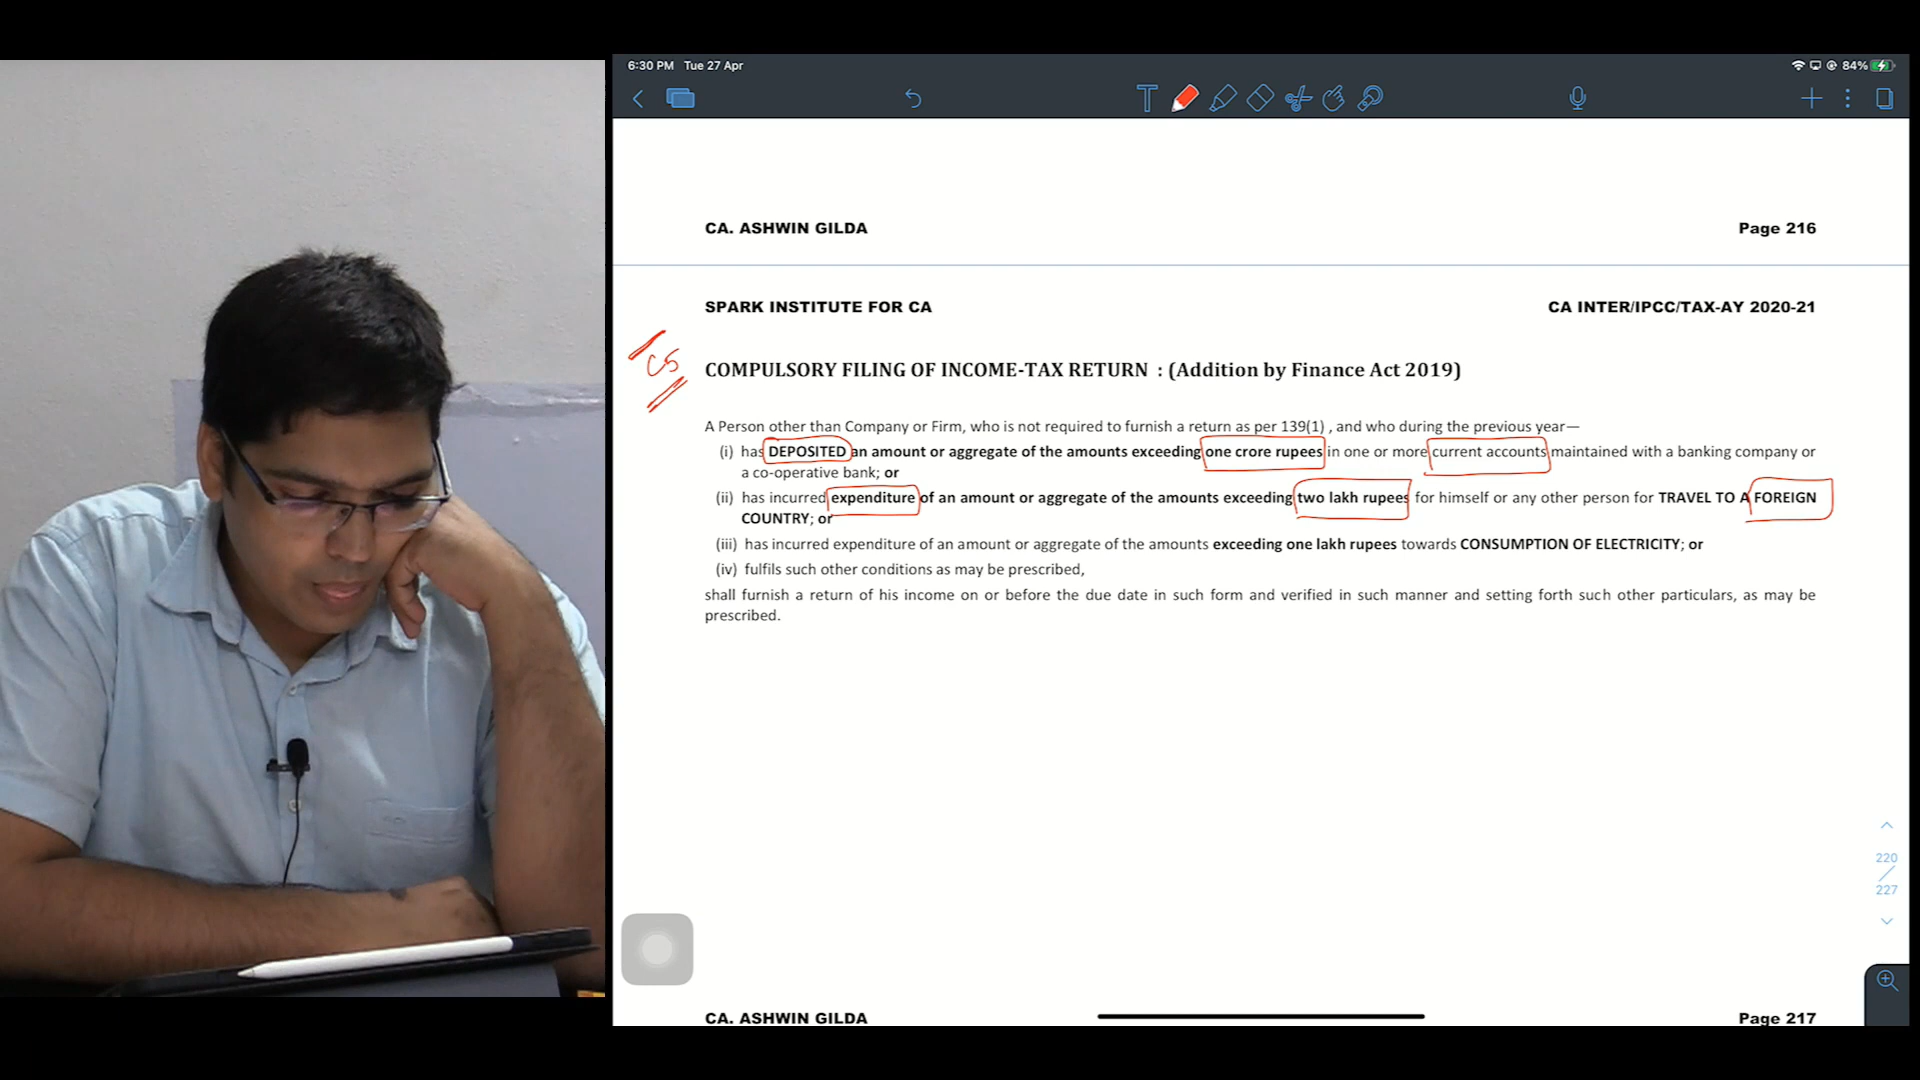 6:30 PM Tue 27 Apr
84%
CA. ASHWIN GILDA Page 216
SPARK INSTITUTE FOR CA CA INTER/IPCC/TAX-AY 2020-21
COMPULSORY FILING OF INCOME-TAX RETURN : (Addition by Finance Act 2019)
A Person other than Company or Firm, who is not required to furnish a return as per 139(1) , and who during the previous year—
(i) has DEPOSITED an amount or aggregate of the amounts exceeding one crore rupees in one or more current accounts maintained with a banking company or
a co-operative bank; or
(ii) has incurred expenditure of an amount or aggregate of the amounts exceeding two lakh rupees for himself or any other person for TRAVEL TO A FOREIGN
COUNTRY; or
(iii) has incurred expenditure of an amount or aggregate of the amounts exceeding one lakh rupees towards CONSUMPTION OF ELECTRICITY; or
(iv) fulfils such other conditions as may be prescribed,
shall furnish a return of his income on or before the due date in such form and verified in such manner and setting forth such other particulars, as may be
prescribed.
220
227
CA. ASHWIN GILDA Page 217